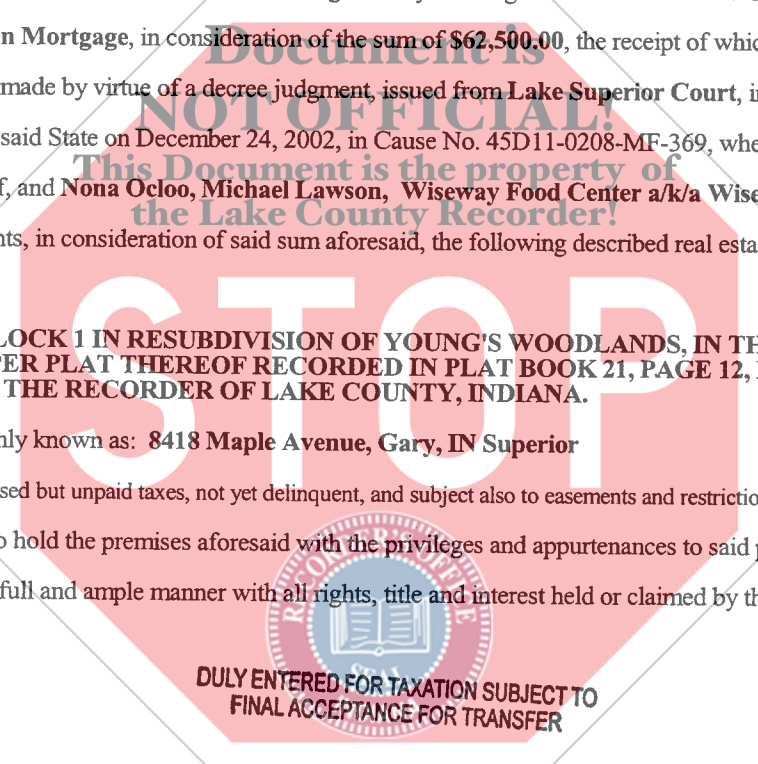 Document is
n Mortgage, in consideration of the sum of $62,500.00, the receipt of whic
made by virtue of a decree judgment, issued from Lake Superior Court, i
NOT OFFICIAL!
said State on December 24, 2002, in Cause No. 45D11-0208-MF-369, whe
This Document is the property of
f, and Nona Ocloo, Michael Lawson, Wiseway Food Center a/k/a Wise
the Lake County Recorder!
nts, in consideration of said sum aforesaid, the following described real esta
STOP
LOCK 1 IN RESUBDIVISION OF YOUNG'S WOODLANDS, IN TH
PER PLAT THEREOF RECORDED IN PLAT BOOK 21, PAGE 12,
THE RECORDER OF LAKE COUNTY, INDIANA.
nly known as: 8418 Maple Avenue, Gary, IN Superior
sed but unpaid taxes, not yet delinquent, and subject also to easements and restrictio
o hold the premises aforesaid with the privileges and appurtenances to said p
full and ample manner with all rights, title and interest held or claimed by th
RECORDER'S OFFICE
SEAL
DULY ENTERED FOR TAXATION SUBJECT TO
FINAL ACCEPTANCE FOR TRANSFER